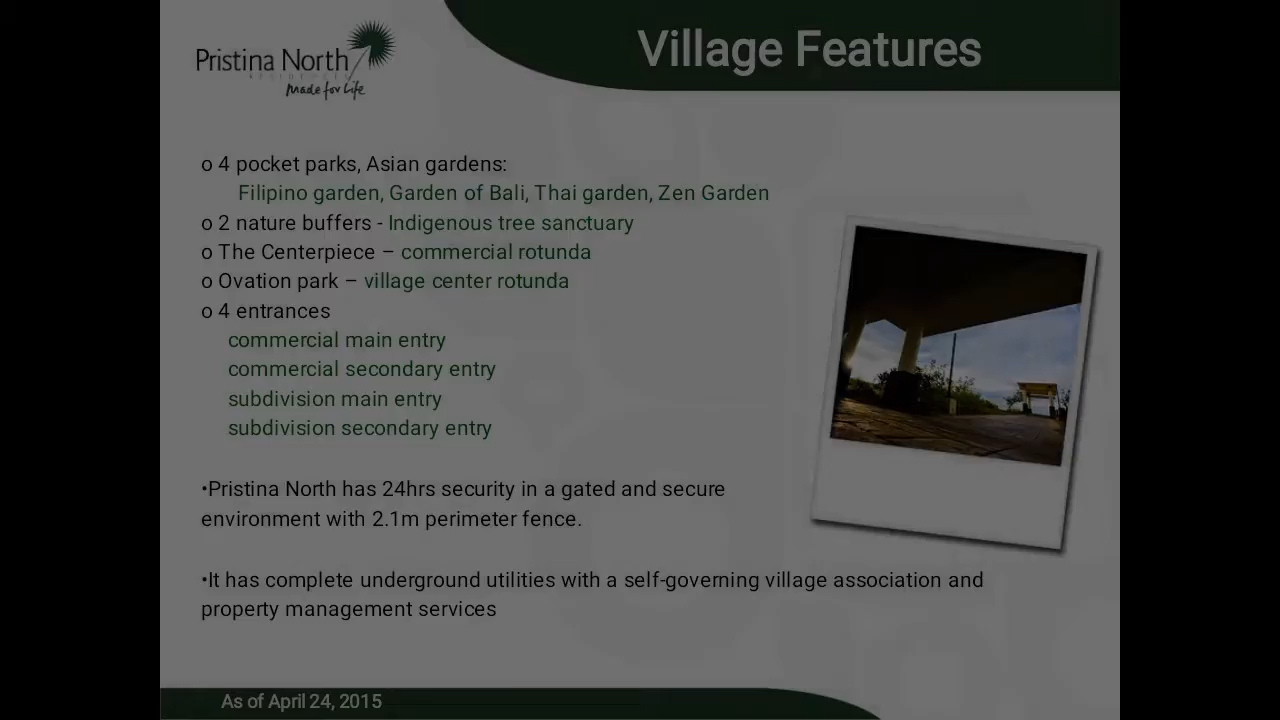 Pristina North
RESIDENCES
Made for Life
Village Features
o 4 pocket parks, Asian gardens:
Filipino garden, Garden of Bali, Thai garden, Zen Garden
o 2 nature buffers - Indigenous tree sanctuary
o The Centerpiece – commercial rotunda
o Ovation park – village center rotunda
o 4 entrances
commercial main entry
commercial secondary entry
subdivision main entry
subdivision secondary entry
•Pristina North has 24hrs security in a gated and secure
environment with 2.1m perimeter fence.
•It has complete underground utilities with a self-governing village association and
property management services
As of April 24, 2015